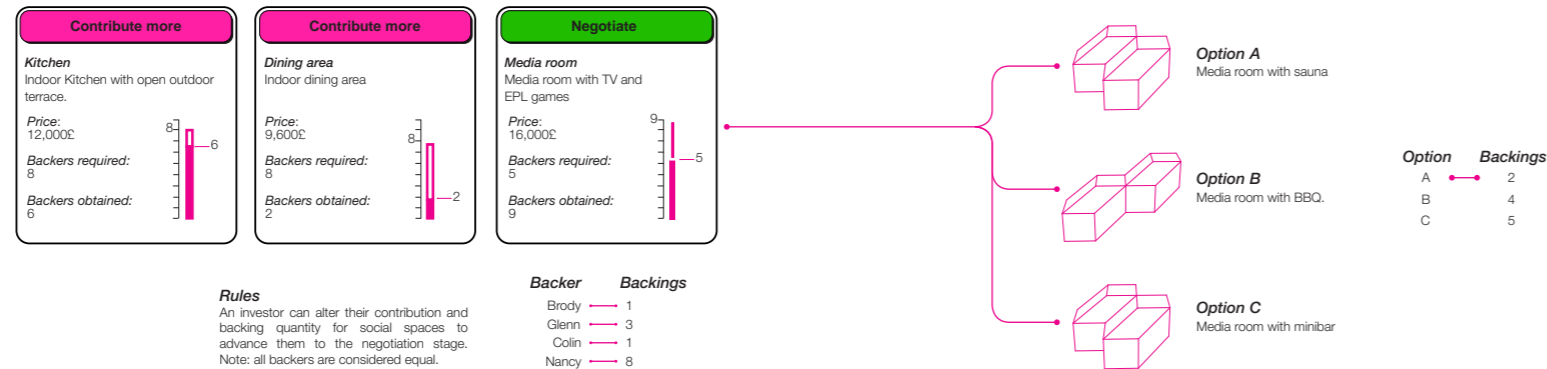 Contribute more
Kitchen
Indoor Kitchen with open outdoor
terrace.
Price:
12,000£
Backers required:
8
Backers obtained:
6
8
6
Contribute more
Dining area
Indoor dining area
Price:
9,600£
Backers required:
8
Backers obtained:
2
8
2
Negotiate
Media room
Media room with TV and
EPL games
Price:
16,000£
Backers required:
5
Backers obtained:
9
9
5
Option A
Media room with sauna
Option B
Media room with BBQ.
Option C
Media room with minibar
Option Backings
A 2
B 4
C 5
Rules
An investor can alter their contribution and
backing quantity for social spaces to
advance them to the negotiation stage.
Note: all backers are considered equal.
Backer Backings
Brody 1
Glenn 3
Colin 1
Nancy 8